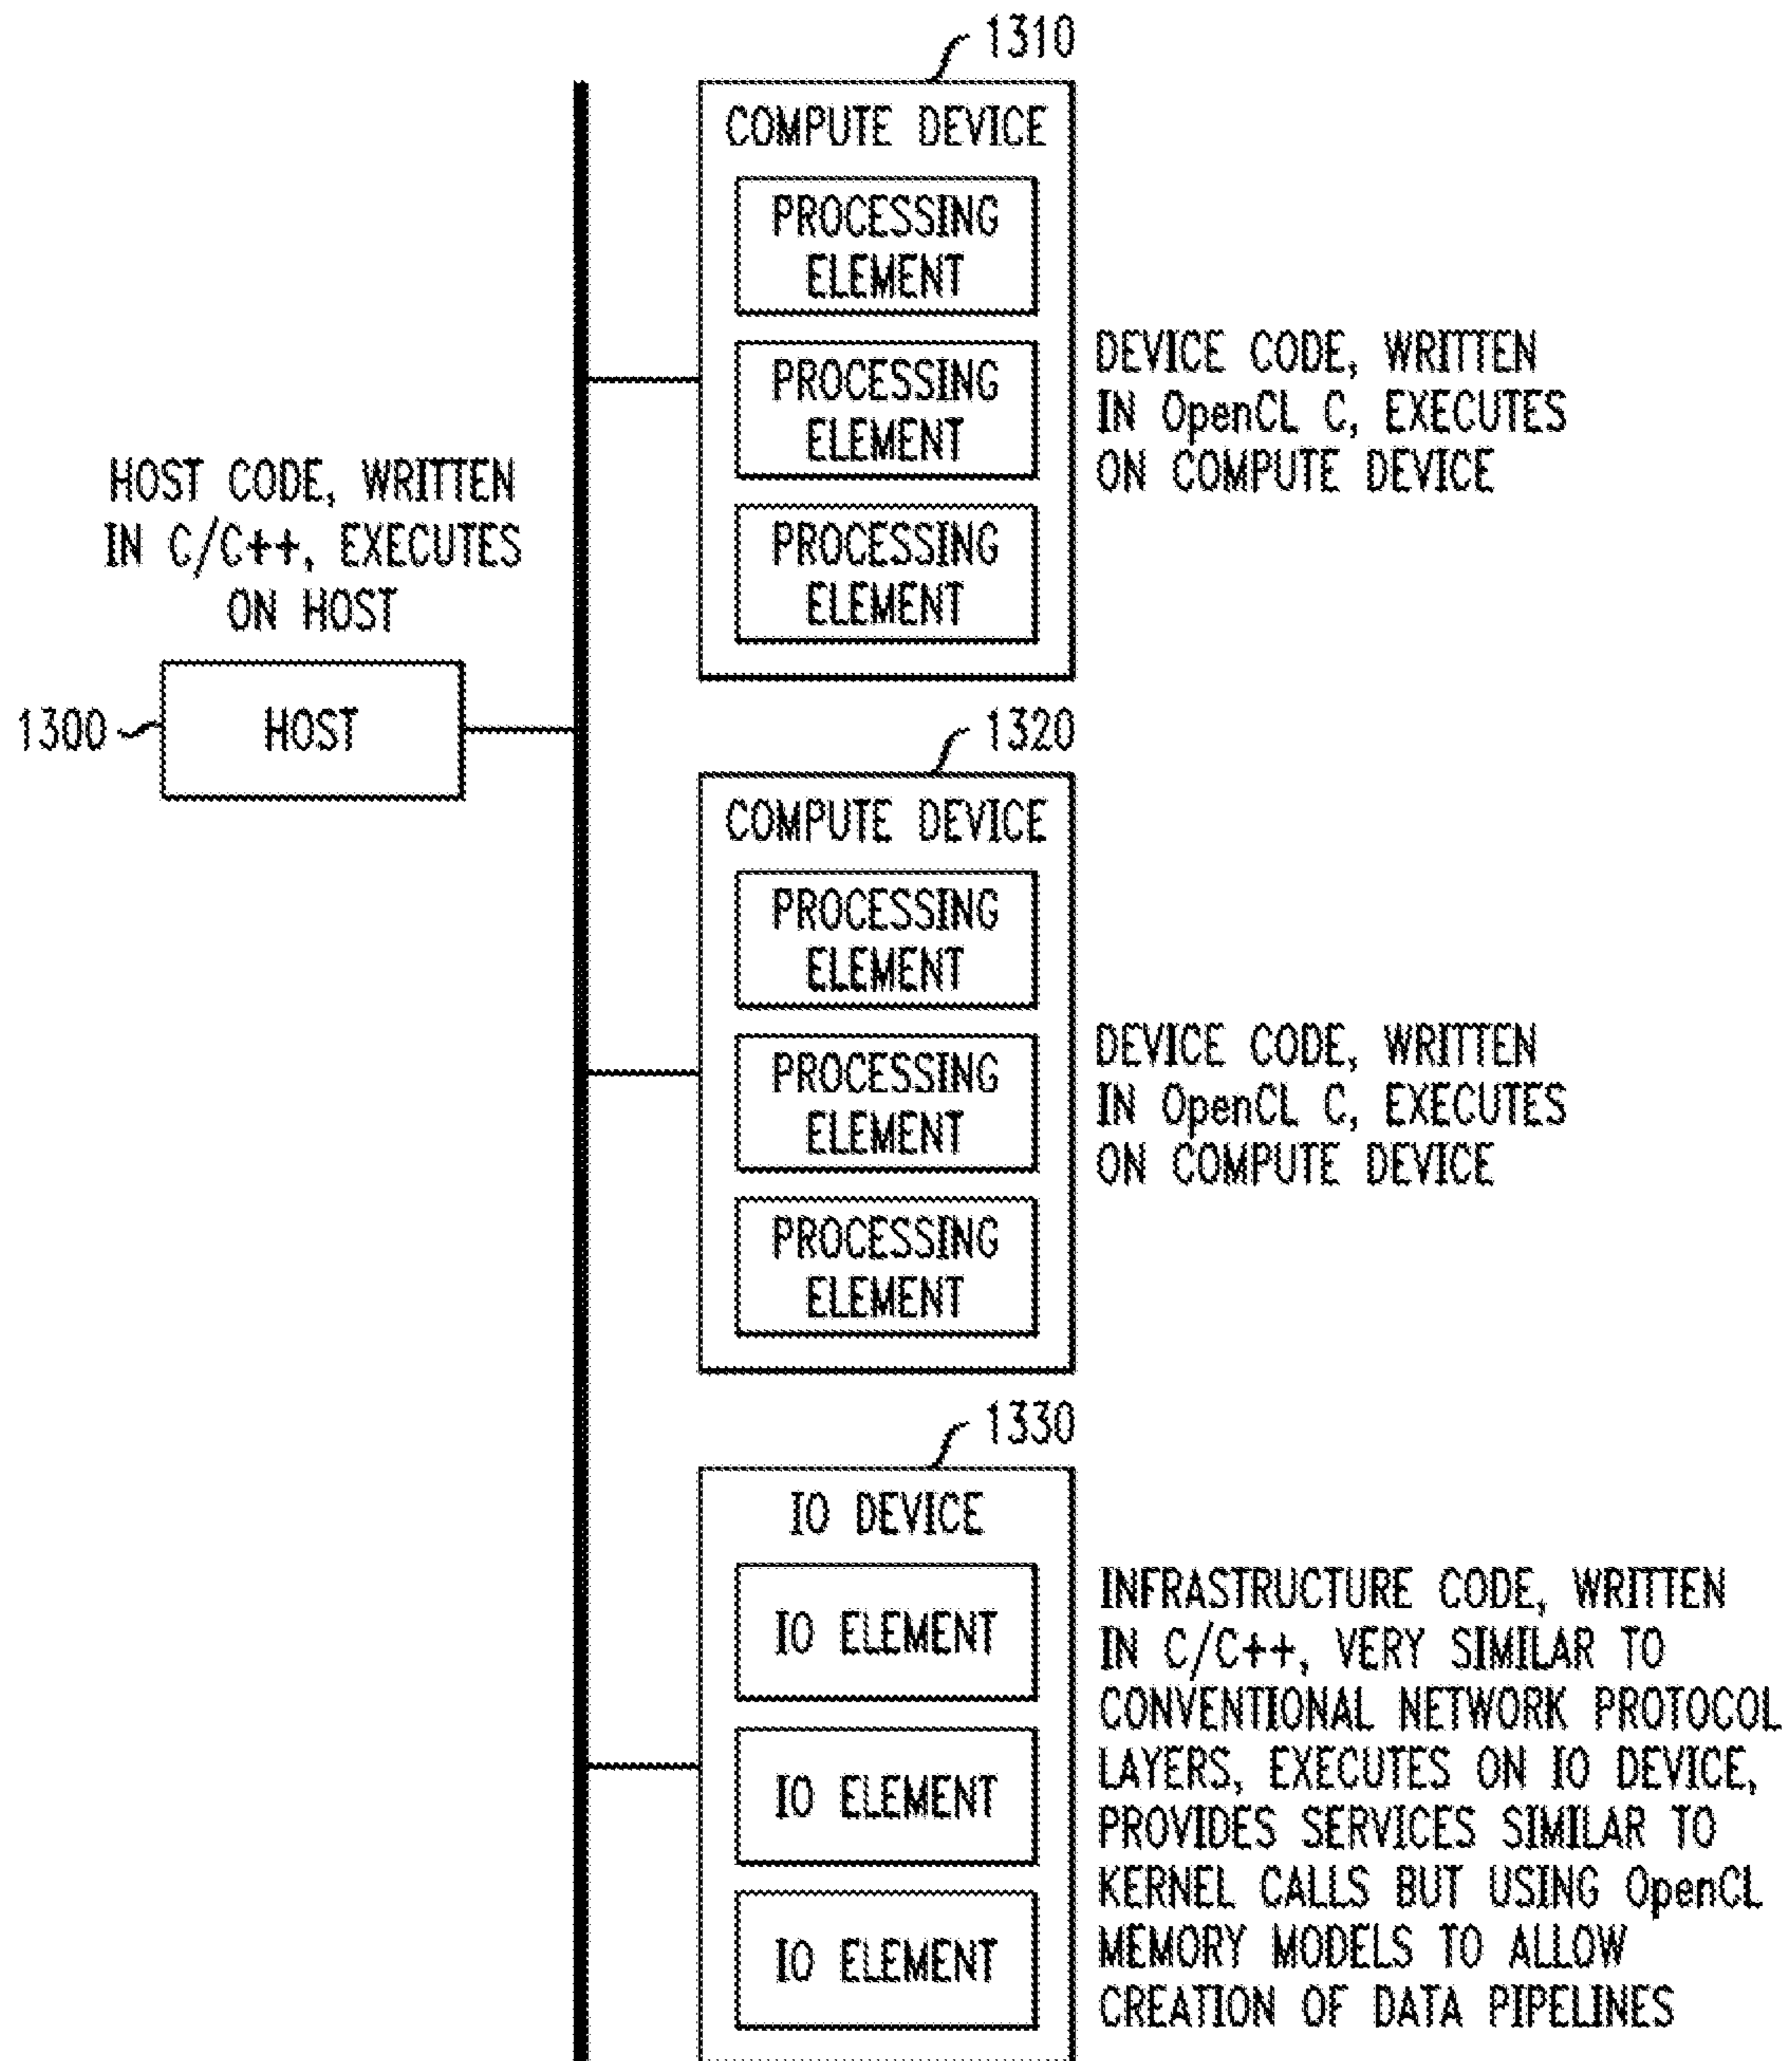 1310
COMPUTE DEVICE
PROCESSING
ELEMENT
PROCESSING
ELEMENT
PROCESSING
ELEMENT
DEVICE CODE, WRITTEN
IN OpenCL C, EXECUTES
ON COMPUTE DEVICE
HOST CODE, WRITTEN
IN C/C++, EXECUTES
ON HOST
1300
HOST
1320
COMPUTE DEVICE
PROCESSING
ELEMENT
PROCESSING
ELEMENT
PROCESSING
ELEMENT
DEVICE CODE, WRITTEN
IN OpenCL C, EXECUTES
ON COMPUTE DEVICE
1330
IO DEVICE
IO ELEMENT
IO ELEMENT
IO ELEMENT
INFRASTRUCTURE CODE, WRITTEN
IN C/C++, VERY SIMILAR TO
CONVENTIONAL NETWORK PROTOCOL
LAYERS, EXECUTES ON IO DEVICE,
PROVIDES SERVICES SIMILAR TO
KERNEL CALLS BUT USING OpenCL
MEMORY MODELS TO ALLOW
CREATION OF DATA PIPELINES